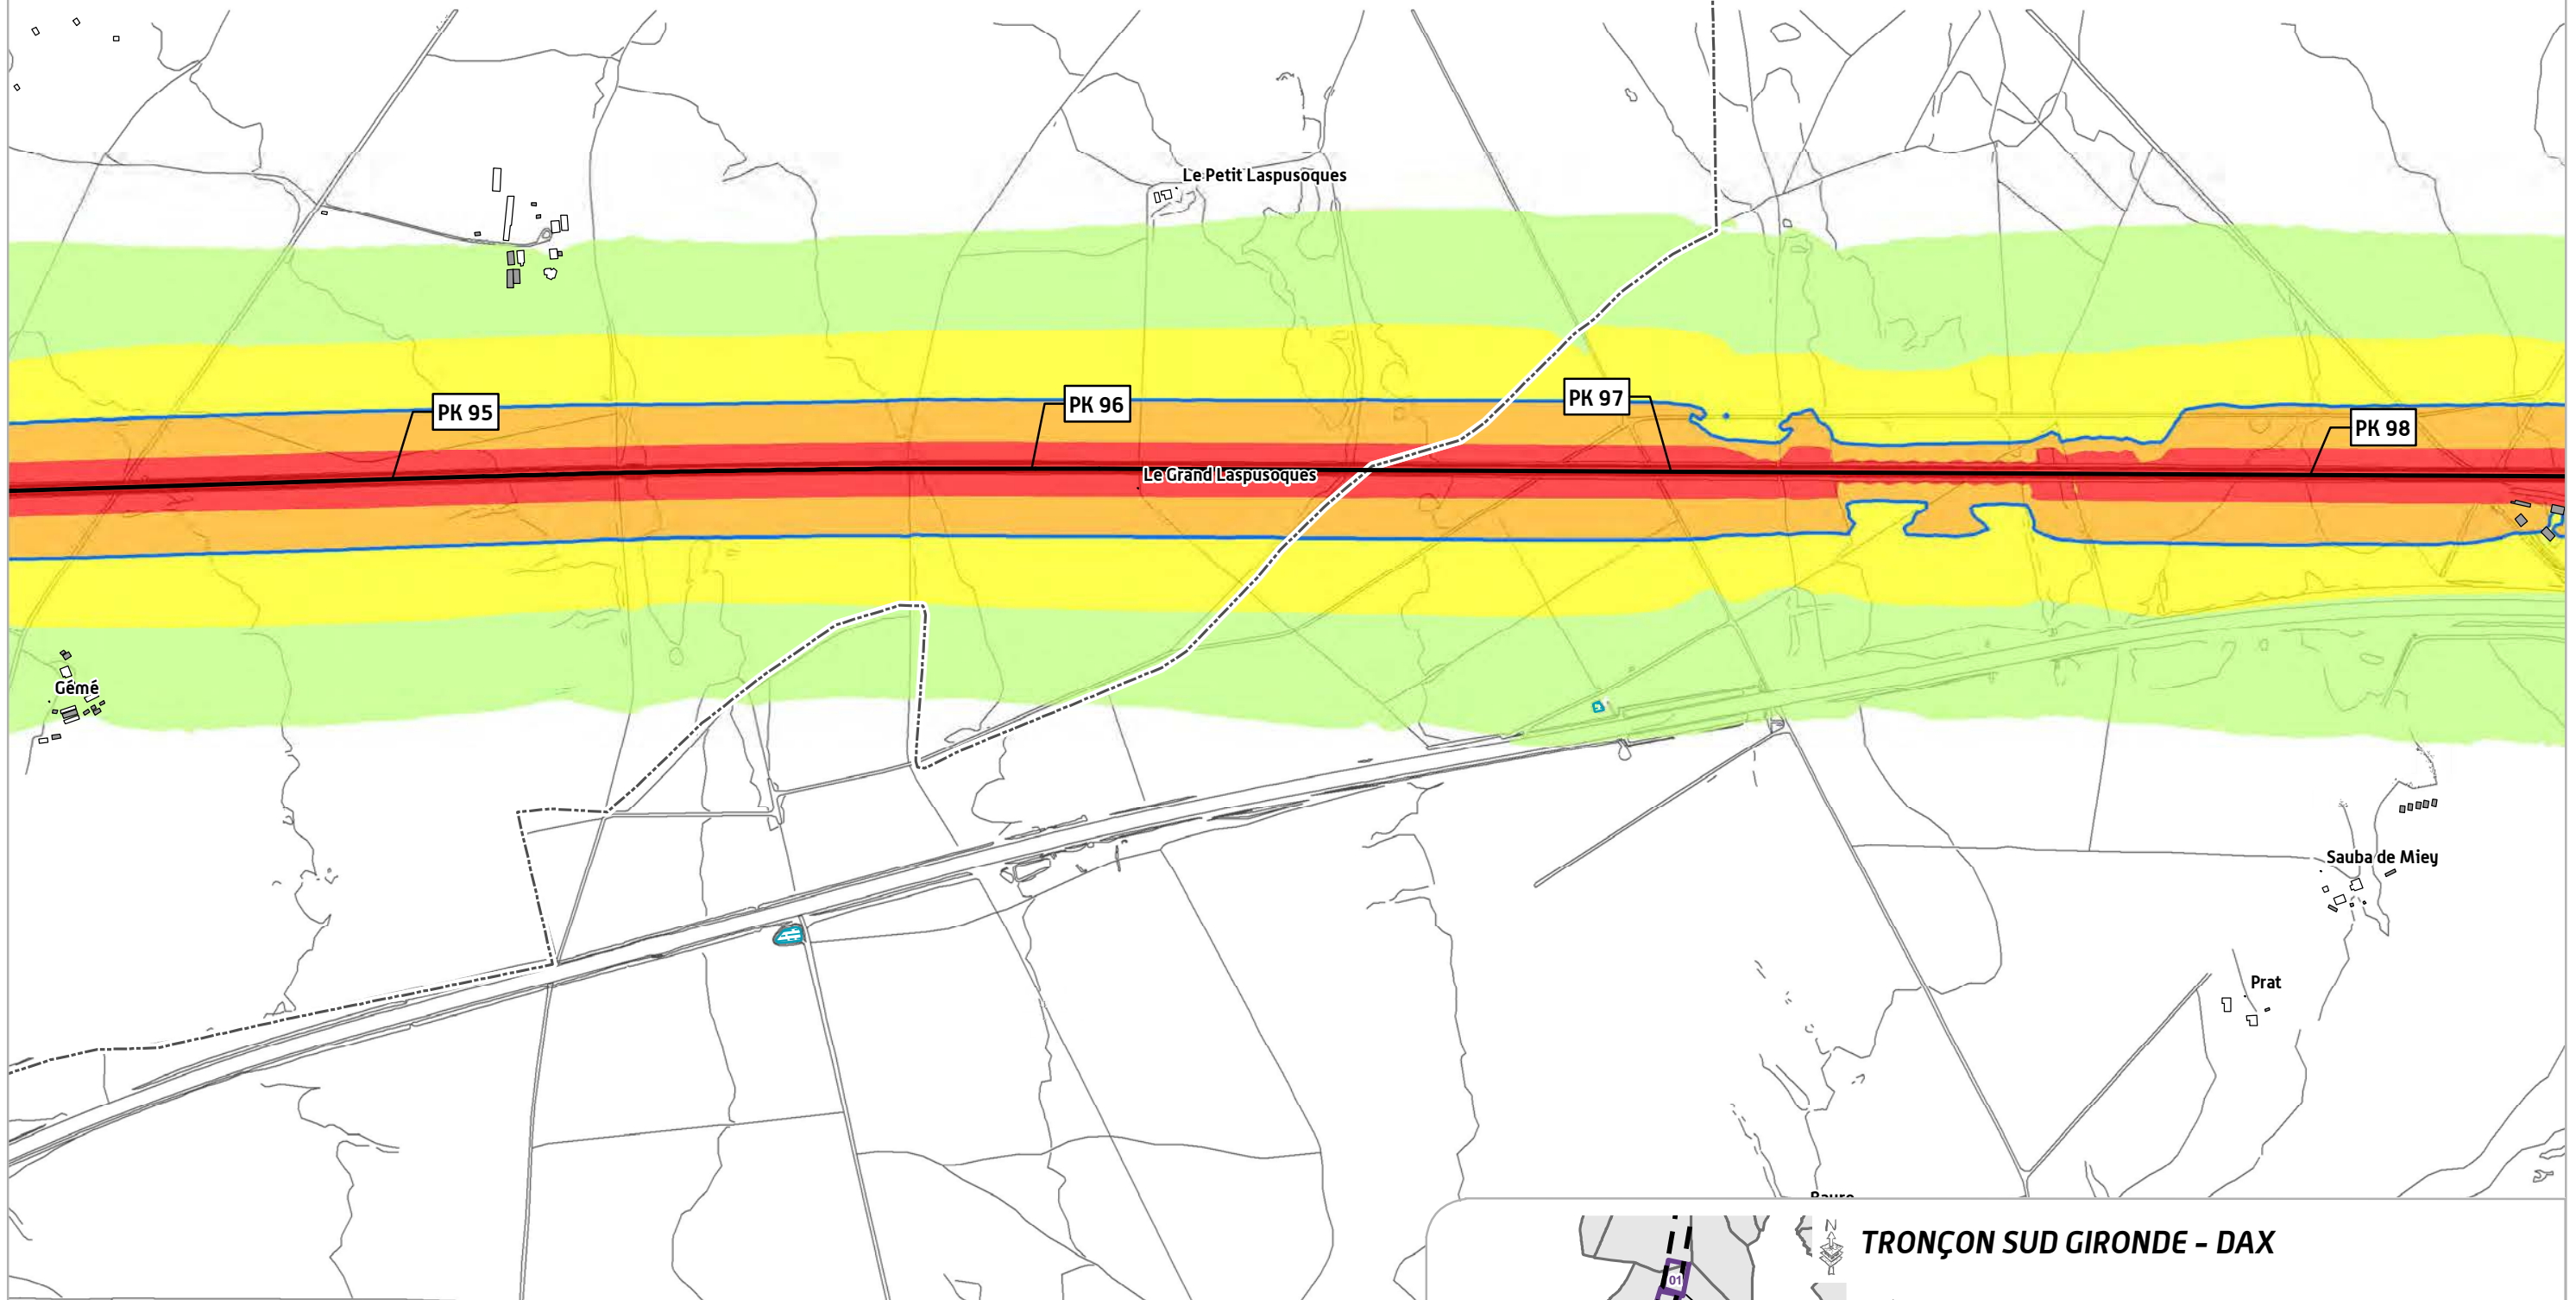 Le Petit Laspusoques
PK 95
PK 96
PK 97
PK 98
Le Grand Laspusoques
Gémé
Sauba de Miey
Prat
N
TRONÇON SUD GIRONDE - DAX
01